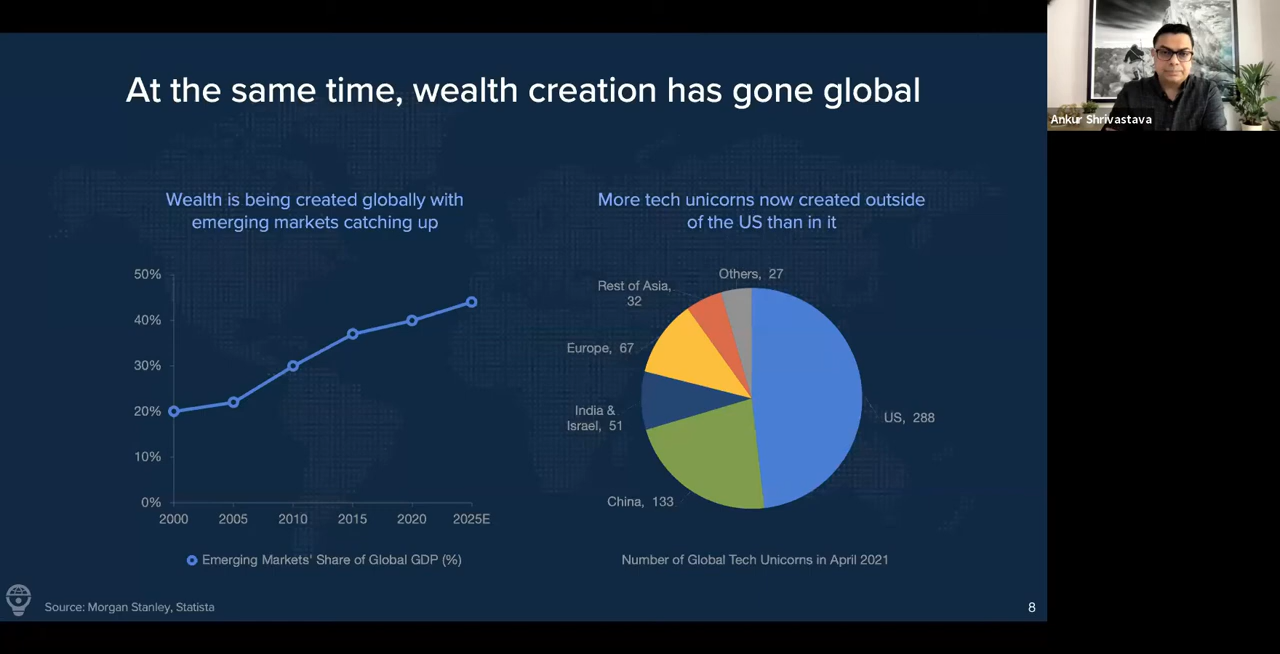 At the same time, wealth creation has gone global
Ankur Shrivastava
Wealth is being created globally with
emerging markets catching up
50%
40%
30%
20%
10%
0%
2000 2005 2010 2015 2020 2025E
Emerging Markets' Share of Global GDP (%)
More tech unicorns now created outside
of the US than in it
Others, 27
Rest of Asia,
32
Europe, 67
India &
Israel, 51
China, 133
US, 288
Number of Global Tech Unicorns in April 2021
Source: Morgan Stanley, Statista
8